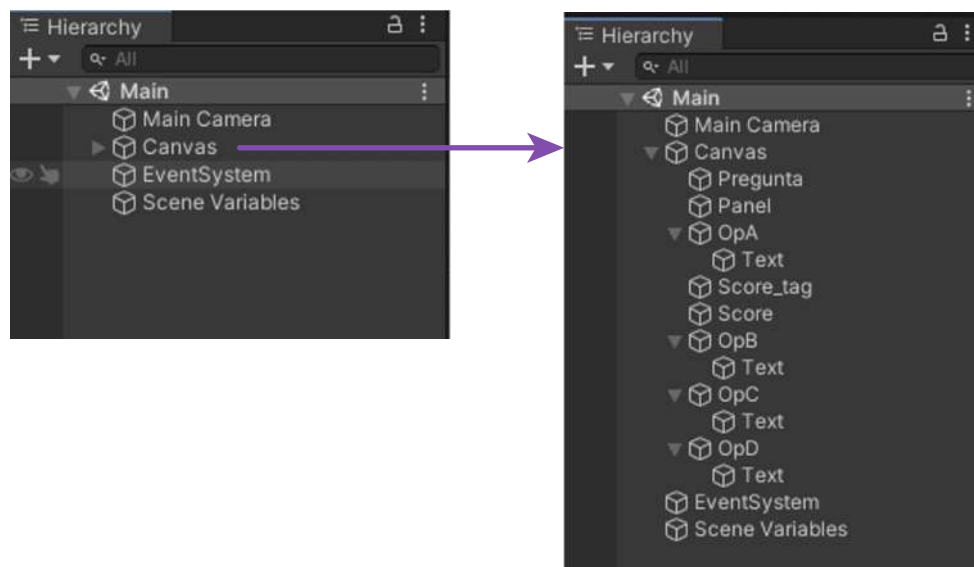 Hierarchy
All
Main
Main Camera
Canvas
EventSystem
Scene Variables
Hierarchy
All
Main
Main Camera
Canvas
Pregunta
Panel
OpA
Text
Score_tag
Score
OpB
Text
OpC
Text
OpD
Text
EventSystem
Scene Variables